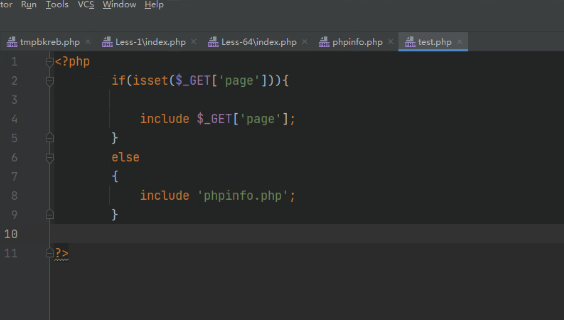 tor Run Tools VCS Window Help
tmpbkreb.php Less-1\index.php Less-64\index.php phpinfo.php test.php
1 <?php
2 if(isset($_GET['page'])){
3
4 include $_GET['page'];
5 }
6 else
7 {
8 include 'phpinfo.php';
9 }
10
11 ?>